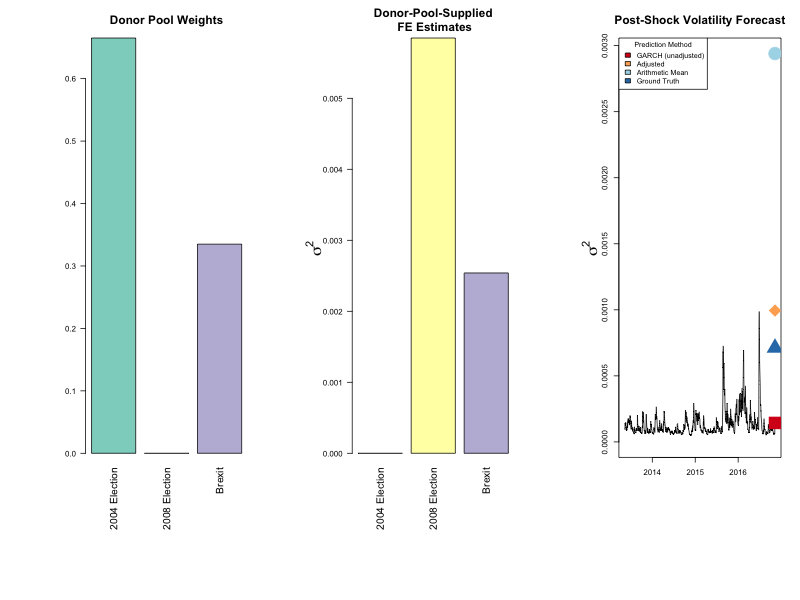 Donor Pool Weights
0.6
0.5
0.4
0.3
0.2
0.1
0.0
2004 Election
2008 Election
Brexit
Donor-Pool-Supplied
FE Estimates
σ²
0.005
0.004
0.003
0.002
0.001
0.000
2004 Election
2008 Election
Brexit
Post-Shock Volatility Forecast
σ²
0.0030
0.0025
0.0020
0.0015
0.0010
0.0005
0.0000
Prediction Method
GARCH (unadjusted)
Adjusted
Arithmetic Mean
Ground Truth
2014 2015 2016